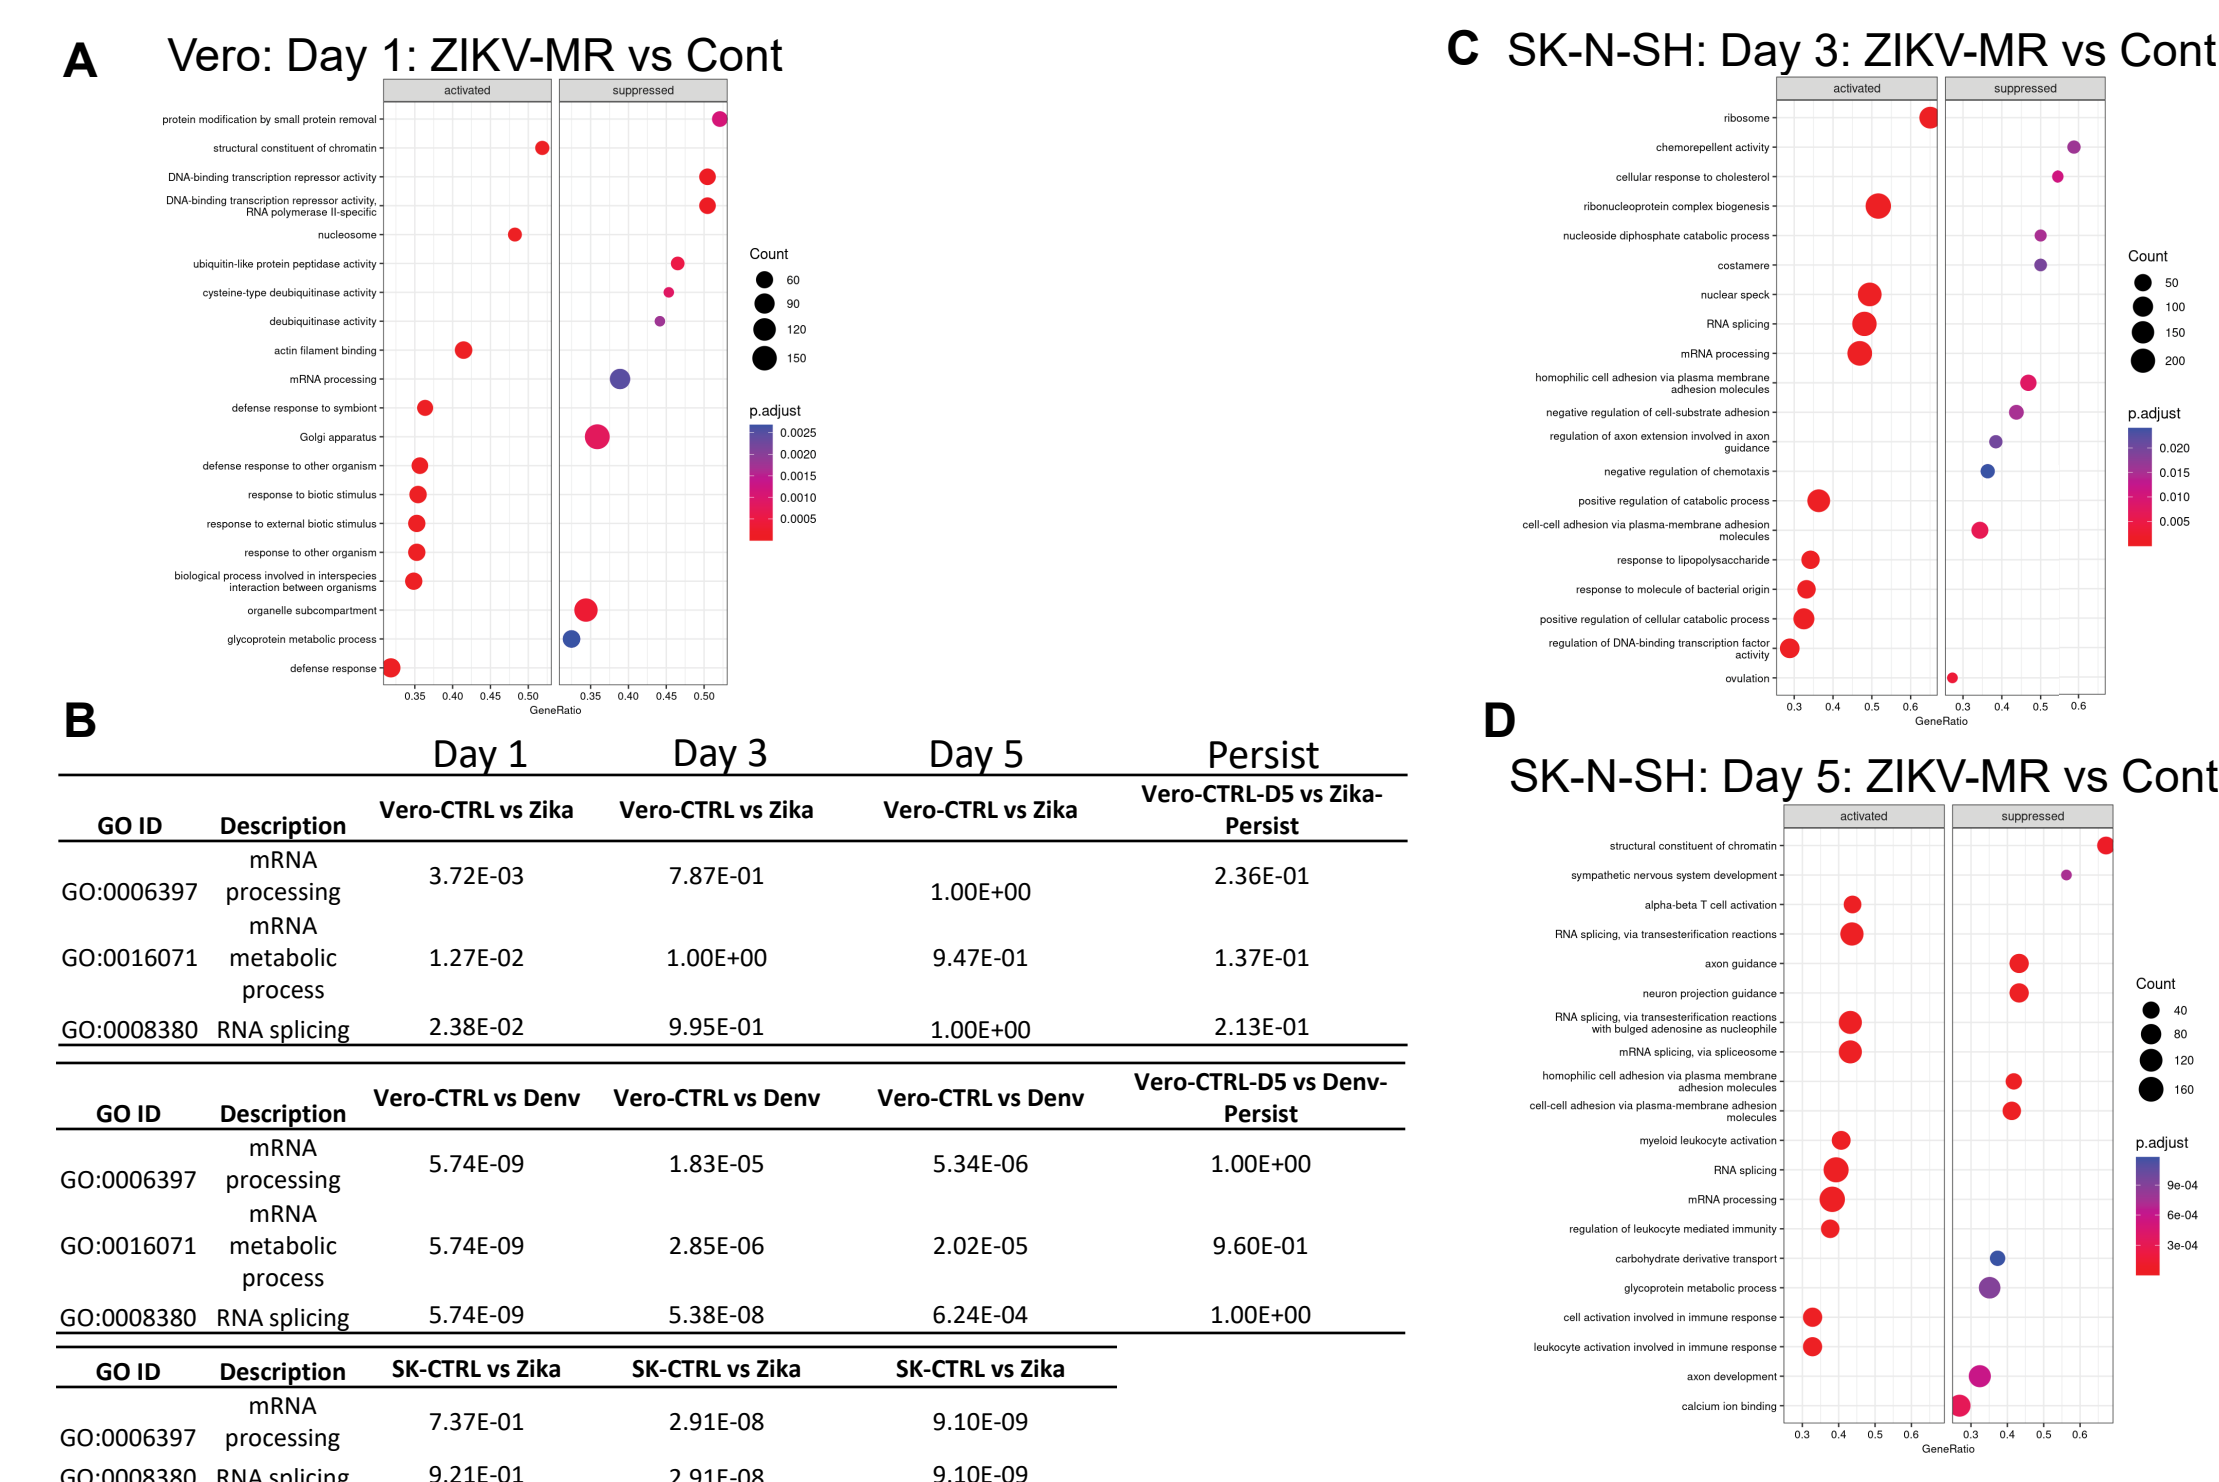 A
Vero: Day 1: ZIKV-MR vs Cont
activated
suppressed
protein modification by small protein removal
structural constituent of chromatin
DNA-binding transcription repressor activity
DNA-binding transcription repressor activity,
RNA polymerase II-specific
nucleosome
ubiquitin-like protein peptidase activity
cysteine-type deubiquitinase activity
deubiquitinase activity
actin filament binding
mRNA processing
defense response to symbiont
Golgi apparatus
defense response to other organism
response to biotic stimulus
response to external biotic stimulus
response to other organism
biological process involved in interspecies
interaction between organisms
organelle subcompartment
glycoprotein metabolic process
defense response
0.35 0.40 0.45 0.50 0.35 0.40 0.45 0.50
GeneRatio
Count
60
90
120
150
p.adjust
0.0025
0.0020
0.0015
0.0010
0.0005
B
Day 1 Day 3 Day 5 Persist
GO ID Description Vero-CTRL vs Zika Vero-CTRL vs Zika Vero-CTRL vs Zika Vero-CTRL-D5 vs Zika-
Persist
mRNA
GO:0006397 processing 3.72E-03 7.87E-01 1.00E+00 2.36E-01
mRNA
GO:0016071 metabolic 1.27E-02 1.00E+00 9.47E-01 1.37E-01
process
GO:0008380 RNA splicing 2.38E-02 9.95E-01 1.00E+00 2.13E-01
GO ID Description Vero-CTRL vs Denv Vero-CTRL vs Denv Vero-CTRL vs Denv Vero-CTRL-D5 vs Denv-
Persist
mRNA
GO:0006397 processing 5.74E-09 1.83E-05 5.34E-06 1.00E+00
mRNA
GO:0016071 metabolic 5.74E-09 2.85E-06 2.02E-05 9.60E-01
process
GO:0008380 RNA splicing 5.74E-09 5.38E-08 6.24E-04 1.00E+00
GO ID Description SK-CTRL vs Zika SK-CTRL vs Zika SK-CTRL vs Zika
mRNA
GO:0006397 processing 7.37E-01 2.91E-08 9.10E-09
GO:0008380 RNA splicing 9.21E-01 2.91E-08 9.10E-09
C
SK-N-SH: Day 3: ZIKV-MR vs Cont
activated
suppressed
ribosome
chemorepellent activity
cellular response to cholesterol
ribonucleoprotein complex biogenesis
nucleoside diphosphate catabolic process
costamere
nuclear speck
RNA splicing
mRNA processing
homophilic cell adhesion via plasma membrane
adhesion molecules
negative regulation of cell-substrate adhesion
regulation of axon extension involved in axon
guidance
negative regulation of chemotaxis
positive regulation of catabolic process
cell-cell adhesion via plasma-membrane adhesion
molecules
response to lipopolysaccharide
response to molecule of bacterial origin
positive regulation of cellular catabolic process
regulation of DNA-binding transcription factor
activity
ovulation
0.3 0.4 0.5 0.6 0.3 0.4 0.5 0.6
GeneRatio
Count
50
100
150
200
p.adjust
0.020
0.015
0.010
0.005
D
SK-N-SH: Day 5: ZIKV-MR vs Cont
activated
suppressed
structural constituent of chromatin
sympathetic nervous system development
alpha-beta T cell activation
RNA splicing, via transesterification reactions
axon guidance
neuron projection guidance
RNA splicing, via transesterification reactions
with bulged adenosine as nucleophile
mRNA splicing, via spliceosome
homophilic cell adhesion via plasma membrane
adhesion molecules
cell-cell adhesion via plasma-membrane adhesion
molecules
myeloid leukocyte activation
RNA splicing
mRNA processing
regulation of leukocyte mediated immunity
carbohydrate derivative transport
glycoprotein metabolic process
cell activation involved in immune response
leukocyte activation involved in immune response
axon development
calcium ion binding
0.3 0.4 0.5 0.6 0.3 0.4 0.5 0.6
GeneRatio
Count
40
80
120
160
p.adjust
9e-04
6e-04
3e-04